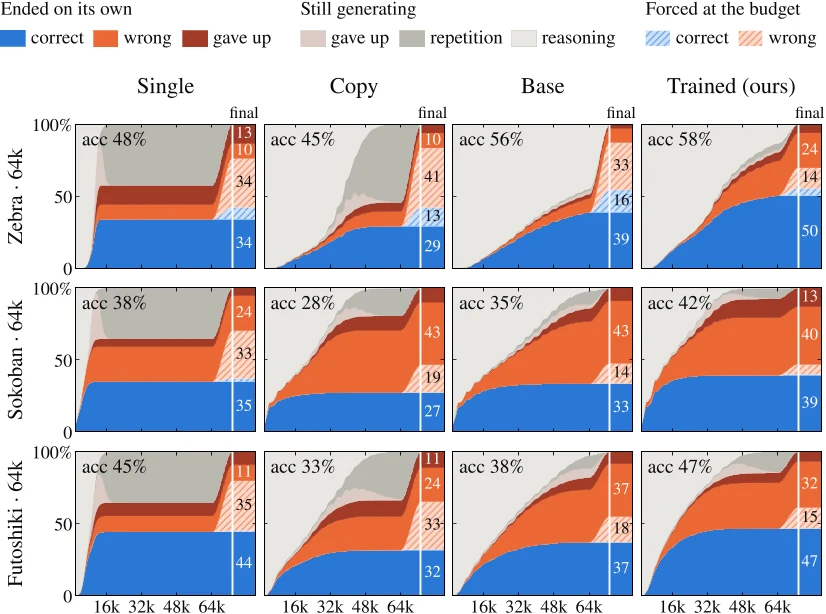 Ended on its own
Still generating
Forced at the budget
correct wrong gave up
gave up repetition reasoning
correct wrong
Single Copy Base Trained (ours)
final final final final
Zebra · 64k
100%
50
0
acc 48%
13
10
34
34
acc 45%
10
41
13
29
acc 56%
33
16
39
acc 58%
24
14
50
Sokoban · 64k
100%
50
0
acc 38%
24
33
35
acc 28%
43
19
27
acc 35%
43
14
33
acc 42%
13
40
39
Futoshiki · 64k
100%
50
0
acc 45%
11
35
44
acc 33%
11
24
33
32
acc 38%
37
18
37
acc 47%
32
15
47
16k 32k 48k 64k
16k 32k 48k 64k
16k 32k 48k 64k
16k 32k 48k 64k